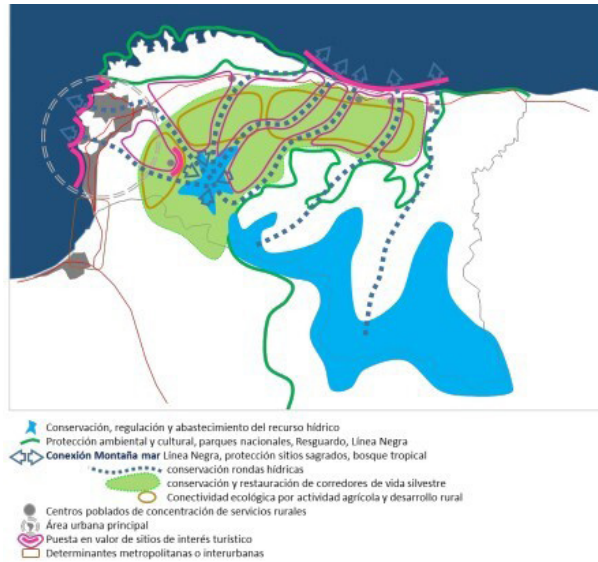 Conservación, regulación y abastecimiento del recurso hídrico
Protección ambiental y cultural, parques nacionales, Resguardo, Línea Negra
Conexión Montaña mar Línea Negra, protección sitios sagrados, bosque tropical
conservación rondas hídricas
conservación y restauración de corredores de vida silvestre
Conectividad ecológica por actividad agrícola y desarrollo rural
Centros poblados de concentración de servicios rurales
Área urbana principal
Puesta en valor de sitios de interés turístico
Determinantes metropolitanas o interurbanas